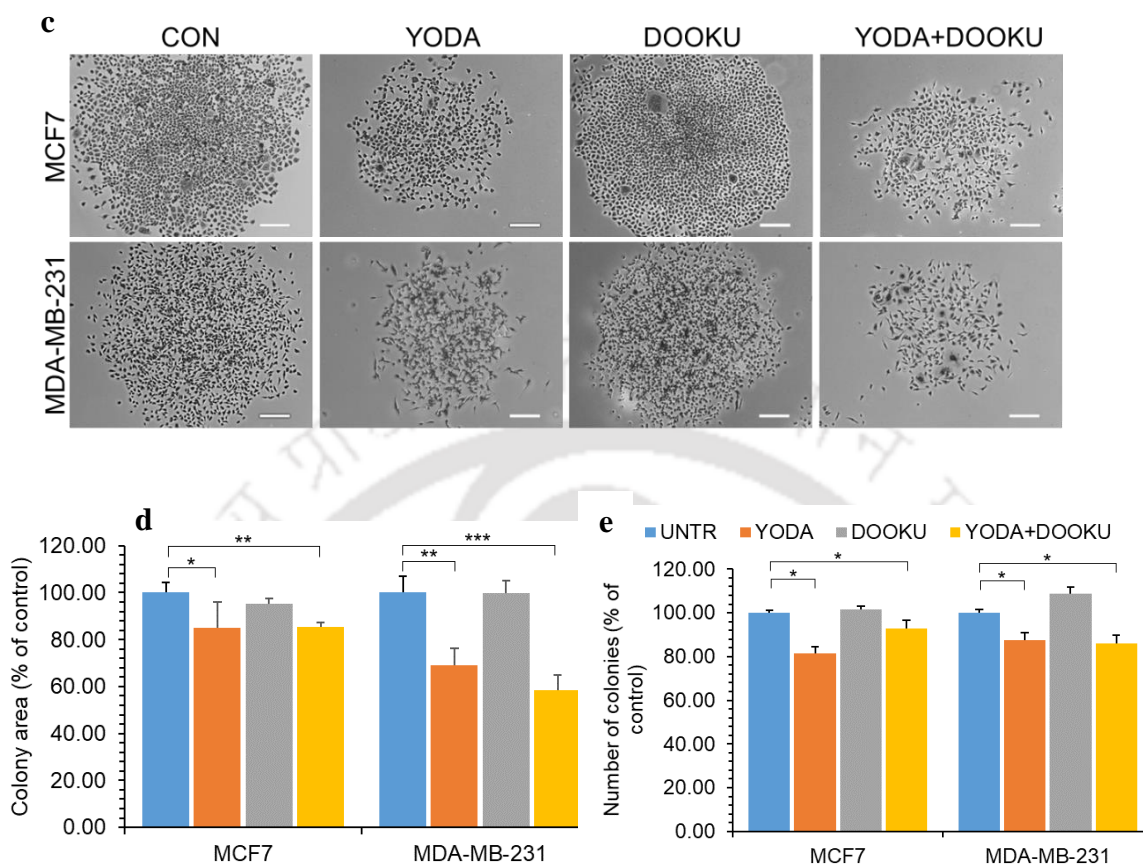 c
CON YODA DOOKU YODA+DOOKU
MCF7
MDA-MB-231
d
120.00
100.00
80.00
60.00
40.00
20.00
0.00
Colony area (% of control)
* ** ** ***
MCF7 MDA-MB-231
e
UNTR YODA DOOKU YODA+DOOKU
120.00
100.00
80.00
60.00
40.00
20.00
0.00
Number of colonies (% of
control)
* * * *
MCF7 MDA-MB-231